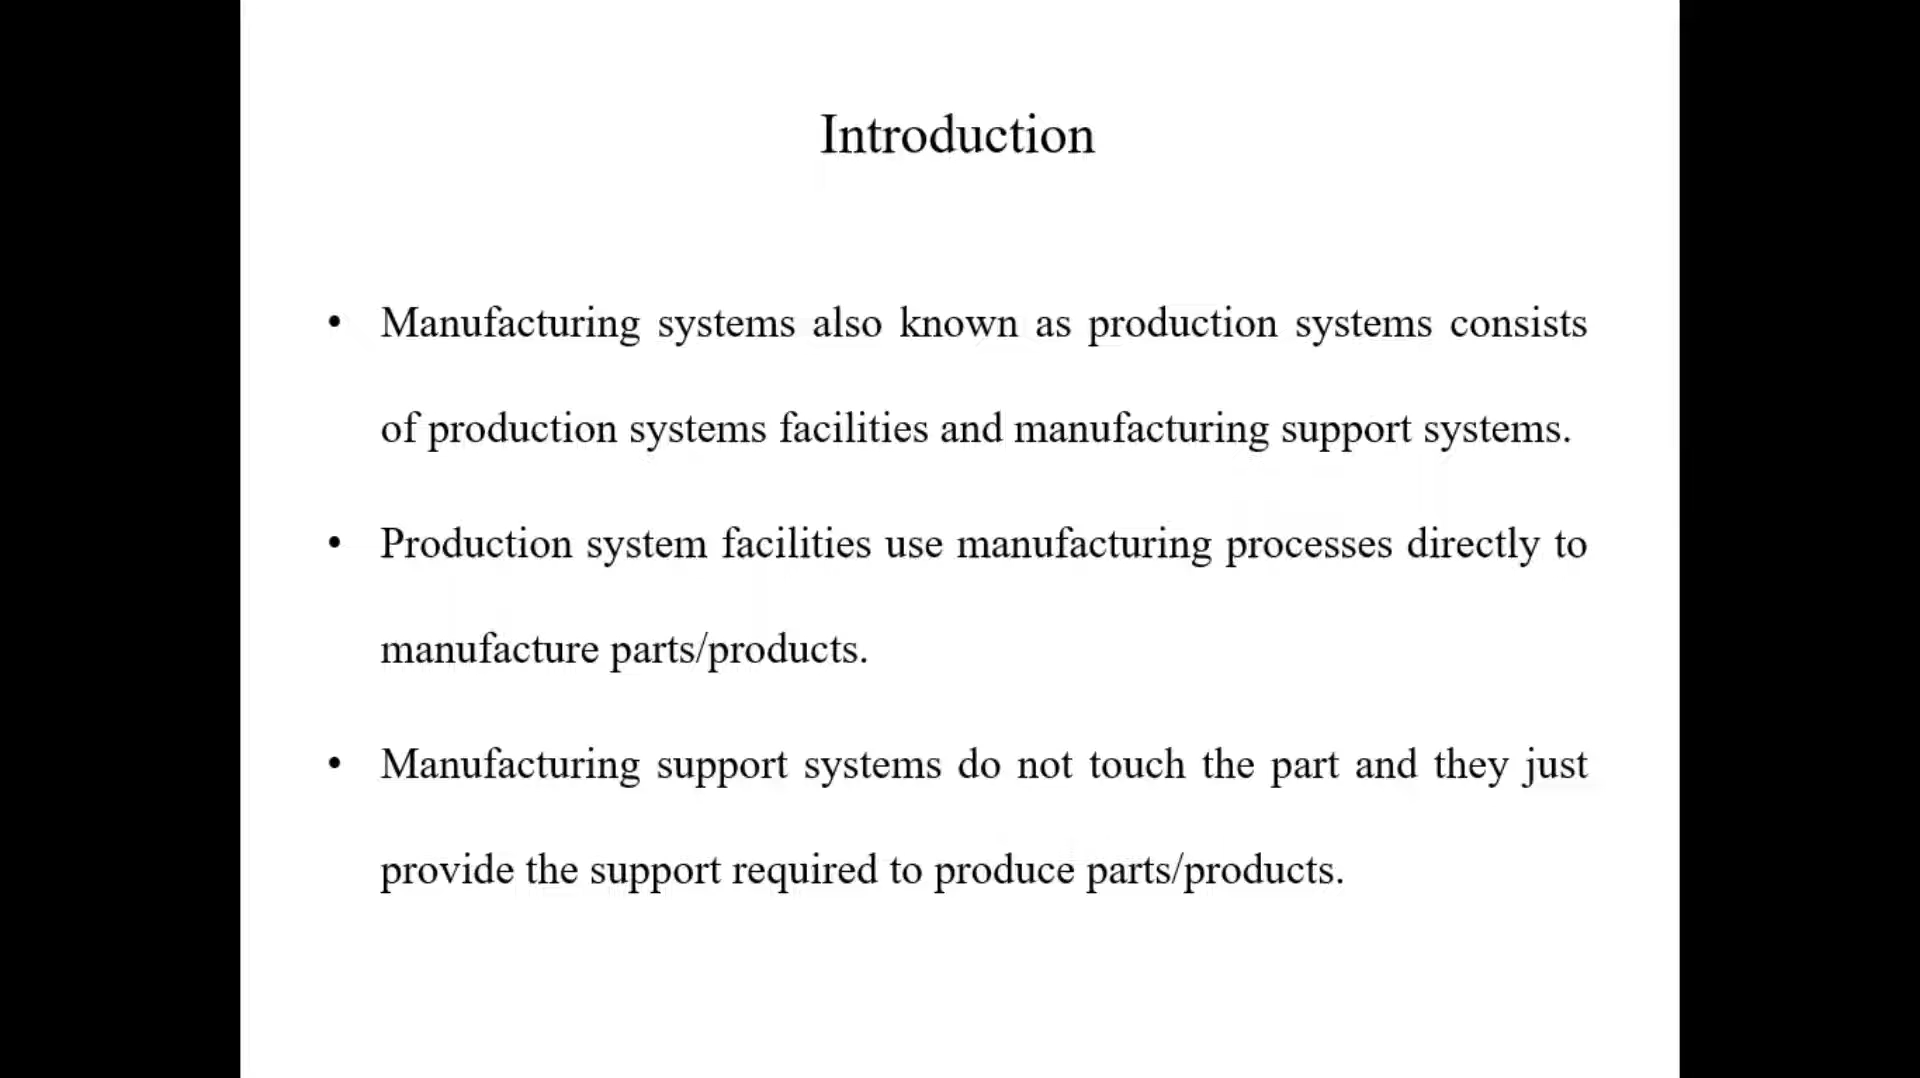 Introduction
• Manufacturing systems also known as production systems consists
of production systems facilities and manufacturing support systems.
• Production system facilities use manufacturing processes directly to
manufacture parts/products.
• Manufacturing support systems do not touch the part and they just
provide the support required to produce parts/products.